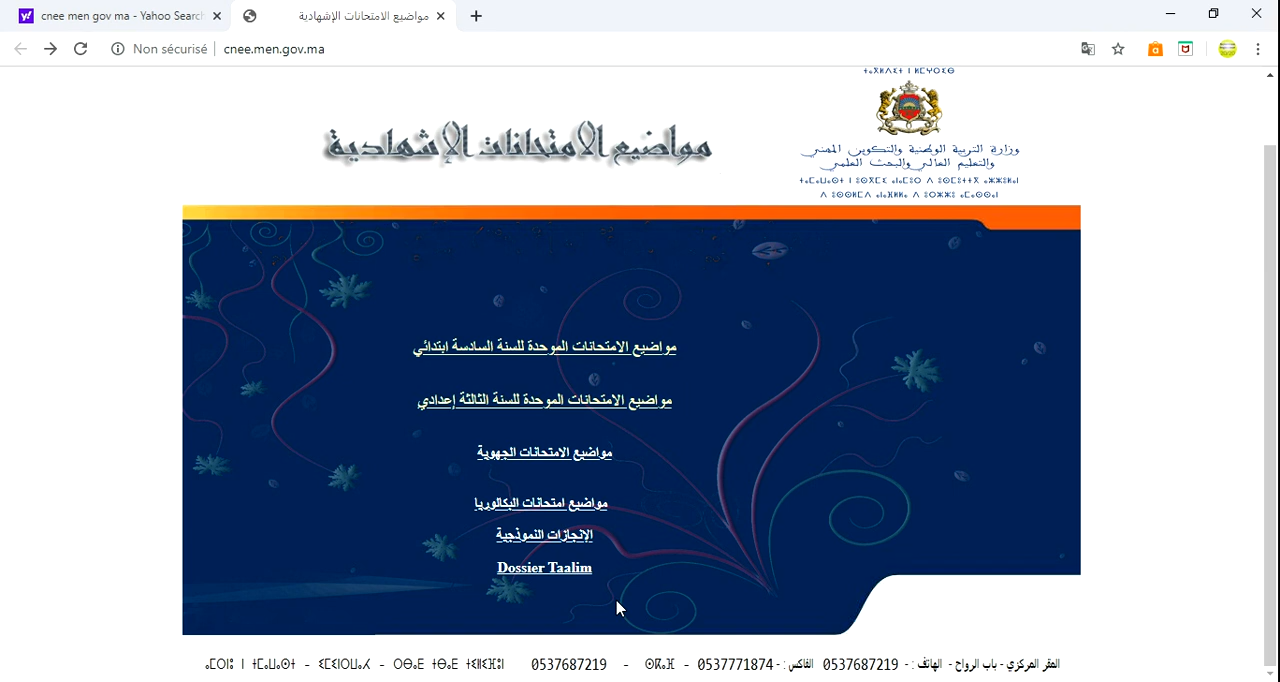 cnee men gov ma - Yahoo Search
مواضيع الامتحانات الإشهادية
Non sécurisé
cnee.men.gov.ma
مواضيع الامتحانات الإشهادية
وزارة التربية الوطنية والتكوين المهني
والتعليم العالي والبحث العلمي
مواضيع الامتحانات الموحدة للسنة السادسة ابتدائي
مواضيع الامتحانات الموحدة للسنة الثالثة إعدادي
مواضيع الامتحانات الجهوية
مواضيع امتحانات البكالوريا
الإنجازات النموذجية
Dossier Taalim
المقر المركزي - باب الرواح - الهاتف : - 0537687219 الفاكس : - 0537771874 - ⵙⴽⴰⴼ - 0537687219